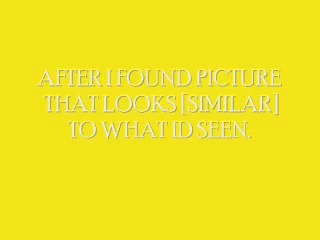 AFTER I FOUND PICTURE
THAT LOOKS [SIMILAR]
TO WHAT ID SEEN.